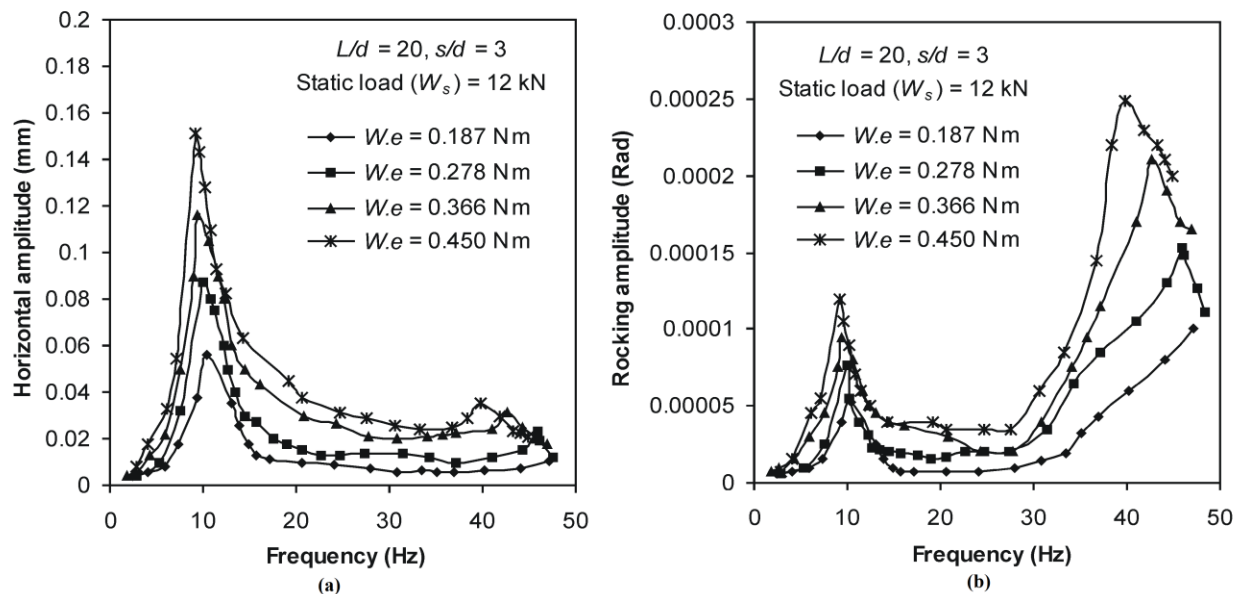 0.2
0.18
0.16
0.14
0.12
0.1
0.08
0.06
0.04
0.02
0
Horizontal amplitude (mm)
L/d = 20, s/d = 3
Static load (Ws) = 12 kN
W.e = 0.187 Nm
W.e = 0.278 Nm
W.e = 0.366 Nm
W.e = 0.450 Nm
0 10 20 30 40 50
Frequency (Hz)
(a)
0.0003
0.00025
0.0002
0.00015
0.0001
0.00005
0
Rocking amplitude (Rad)
L/d = 20, s/d = 3
Static load (Ws) = 12 kN
W.e = 0.187 Nm
W.e = 0.278 Nm
W.e = 0.366 Nm
W.e = 0.450 Nm
0 10 20 30 40 50
Frequency (Hz)
(b)